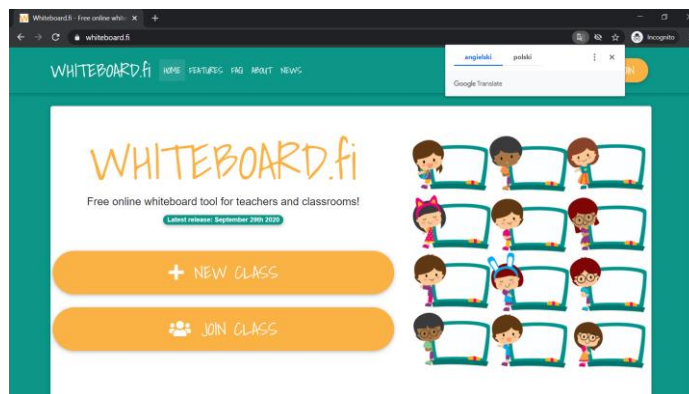 Whiteboard.fi - Free online white
whiteboard.fi
Incognito
WHITEBOARD.fi HOME FEATURES FAQ ABOUT NEWS
angielski polski
Google Translate
WHITEBOARD.fi
Free online whiteboard tool for teachers and classrooms!
Latest release: September 29th 2020
NEW CLASS
JOIN CLASS